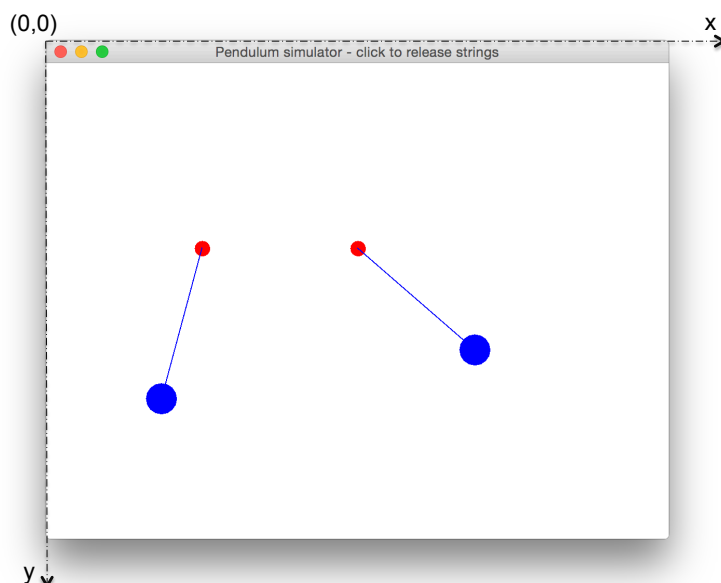 (0,0)
x
Pendulum simulator - click to release strings
y